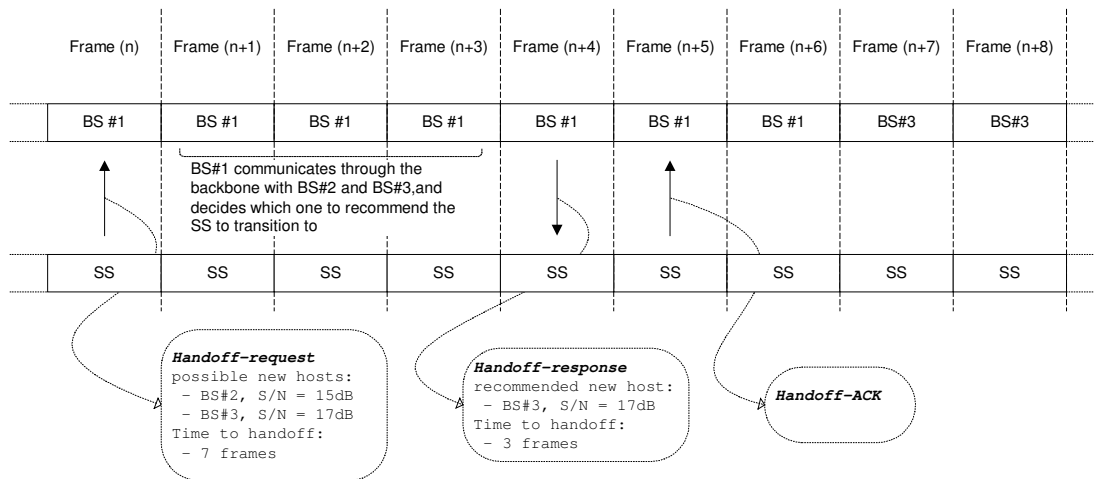 Frame (n) Frame (n+1) Frame (n+2) Frame (n+3) Frame (n+4) Frame (n+5) Frame (n+6) Frame (n+7) Frame (n+8)
BS #1 BS #1 BS #1 BS #1 BS #1 BS #1 BS #1 BS#3 BS#3
BS#1 communicates through the
backbone with BS#2 and BS#3,and
decides which one to recommend the
SS to transition to
SS SS SS SS SS SS SS SS SS
Handoff-request
possible new hosts:
- BS#2, S/N = 15dB
- BS#3, S/N = 17dB
Time to handoff:
- 7 frames
Handoff-response
recommended new host:
- BS#3, S/N = 17dB
Time to handoff:
- 3 frames
Handoff-ACK